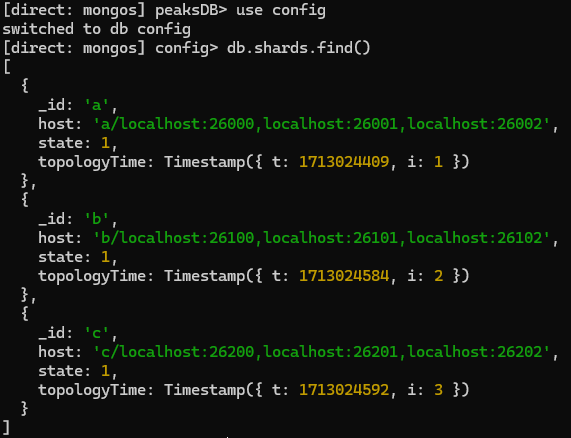 [direct: mongos] peaksDB> use config
switched to db config
[direct: mongos] config> db.shards.find()
[
  {
    _id: 'a',
    host: 'a/localhost:26000,localhost:26001,localhost:26002',
    state: 1,
    topologyTime: Timestamp({ t: 1713024409, i: 1 })
  },
  {
    _id: 'b',
    host: 'b/localhost:26100,localhost:26101,localhost:26102',
    state: 1,
    topologyTime: Timestamp({ t: 1713024584, i: 2 })
  },
  {
    _id: 'c',
    host: 'c/localhost:26200,localhost:26201,localhost:26202',
    state: 1,
    topologyTime: Timestamp({ t: 1713024592, i: 3 })
  }
]